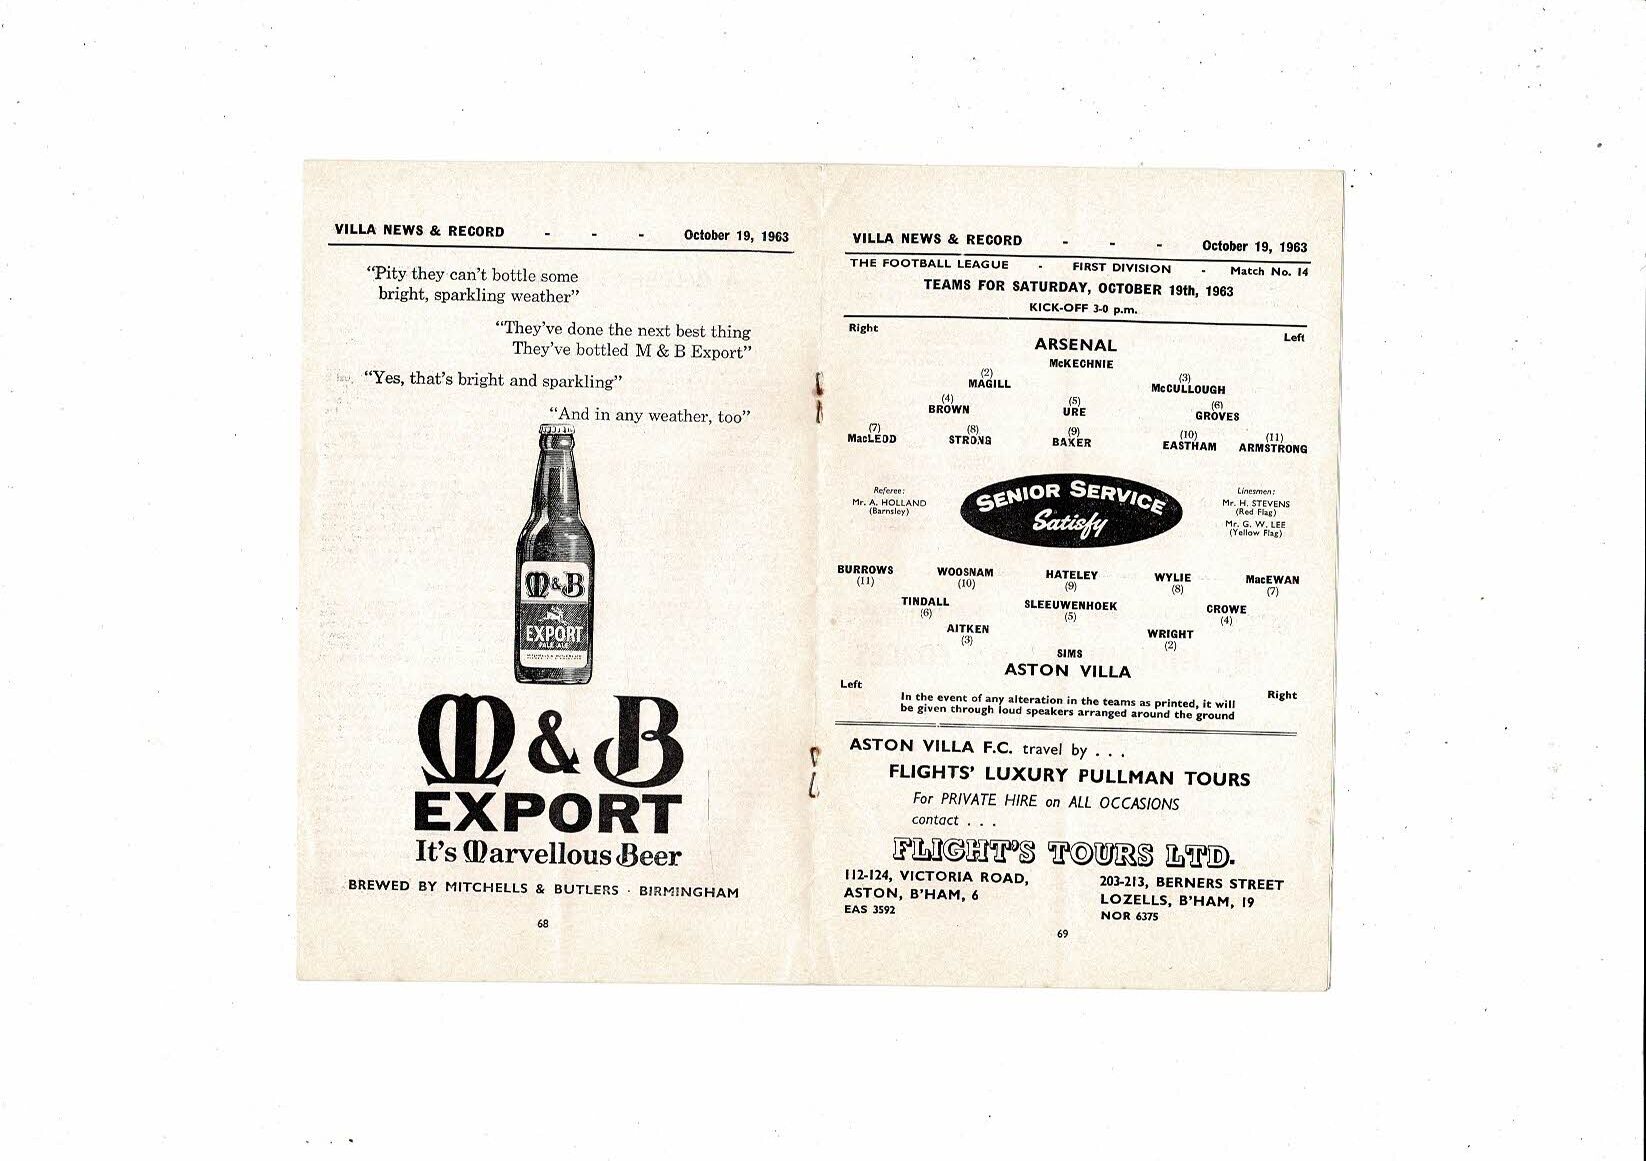 VILLA NEWS & RECORD - - - October 19, 1963
“Pity they can’t bottle some
bright, sparkling weather”
“They’ve done the next best thing
They’ve bottled M & B Export”
“Yes, that’s bright and sparkling”
“And in any weather, too”
M&B
EXPORT
PALE ALE
M & B
EXPORT
It’s Marvellous Beer
BREWED BY MITCHELLS & BUTLERS · BIRMINGHAM
68
VILLA NEWS & RECORD - - - October 19, 1963
THE FOOTBALL LEAGUE - FIRST DIVISION - Match No. 14
TEAMS FOR SATURDAY, OCTOBER 19th, 1963
KICK-OFF 3-0 p.m.
Right Left
ARSENAL
McKECHNIE
(2) (3)
MAGILL McCULLOUGH
(4) (5) (6)
BROWN URE GROVES
(7) (8) (9) (10) (11)
MacLEOD STRONG BAKER EASTHAM ARMSTRONG
Referee:
Mr. A. HOLLAND
(Barnsley)
SENIOR SERVICE
Satisfy
Linesmen:
Mr. H. STEVENS
(Red Flag)
Mr. G. W. LEE
(Yellow Flag)
BURROWS WOOSNAM HATELEY WYLIE MacEWAN
(11) (10) (9) (8) (7)
TINDALL SLEEUWENHOEK CROWE
(6) (5) (4)
AITKEN WRIGHT
(3) (2)
SIMS
ASTON VILLA
Left Right
In the event of any alteration in the teams as printed, it will
be given through loud speakers arranged around the ground
ASTON VILLA F.C. travel by . . .
FLIGHTS’ LUXURY PULLMAN TOURS
For PRIVATE HIRE on ALL OCCASIONS
contact . . .
FLIGHT’S TOURS LTD.
112-124, VICTORIA ROAD,
ASTON, B’HAM, 6
EAS 3592
203-213, BERNERS STREET
LOZELLS, B’HAM, 19
NOR 6375
69